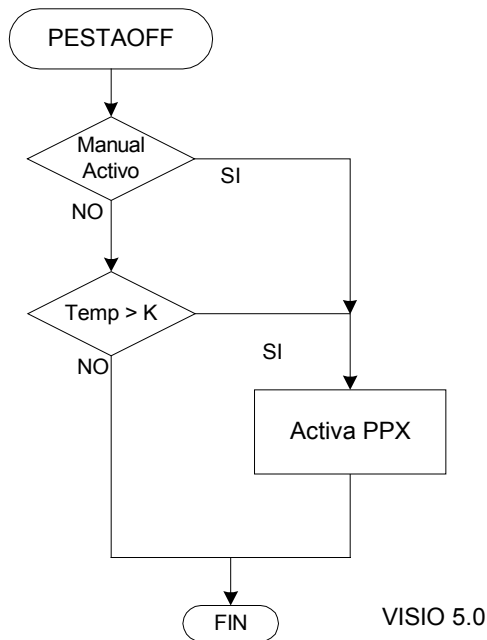 PESTAOFF
Manual
Activo
SI
NO
Temp > K
SI
NO
Activa PPX
FIN
VISIO 5.0